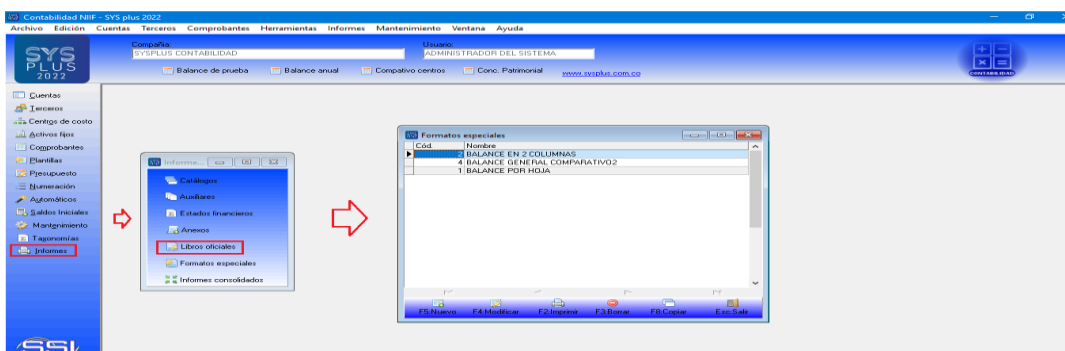 Contabilidad NIIF - SYS plus 2022
Archivo Edición Cuentas Terceros Comprobantes Herramientas Informes Mantenimiento Ventana Ayuda
Compañía: Usuario:
SYSPLUS CONTABILIDAD ADMINISTRADOR DEL SISTEMA
SYS
PLUS
2022
Balance de prueba Balance anual Compativo centros Conc. Patrimonial www.sysplus.com.co
CONTABILIDAD
Cuentas
Terceros
Centros de costo
Activos fijos
Comprobantes
Plantillas
Presupuesto
Numeración
Automáticos
Saldos Iniciales
Mantenimiento
Taxonomías
Informes
SSI
Informe...
Catálogos
Auxiliares
Estados financieros
Anexos
Libros oficiales
Formatos especiales
Informes consolidados
Formatos especiales
Cód. Nombre
2 BALANCE EN 2 COLUMNAS
4 BALANCE GENERAL COMPARATIVO2
1 BALANCE POR HOJA
F5:Nuevo F4:Modificar F2:Imprimir F3:Borrar F8:Copiar Esc:Salir